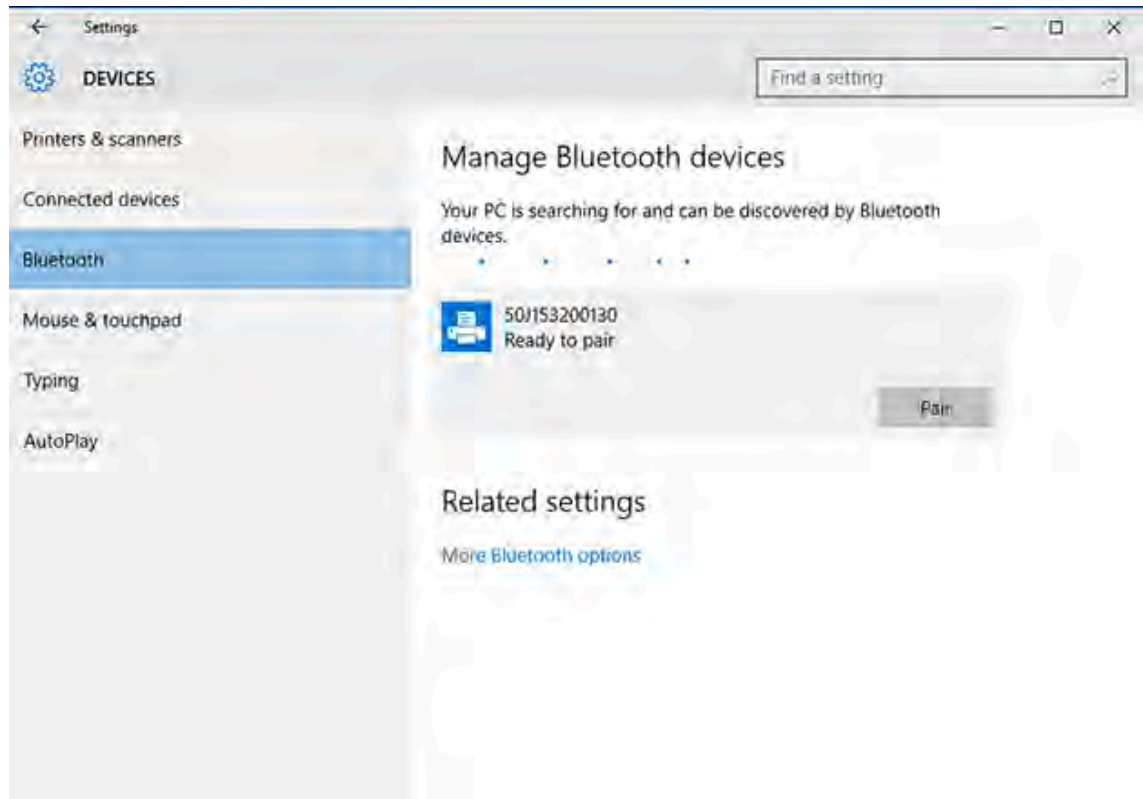 Settings
DEVICES
Find a setting
Printers & scanners
Connected devices
Bluetooth
Mouse & touchpad
Typing
AutoPlay
Manage Bluetooth devices
Your PC is searching for and can be discovered by Bluetooth
devices.
50J153200130
Ready to pair
Pair
Related settings
More Bluetooth options